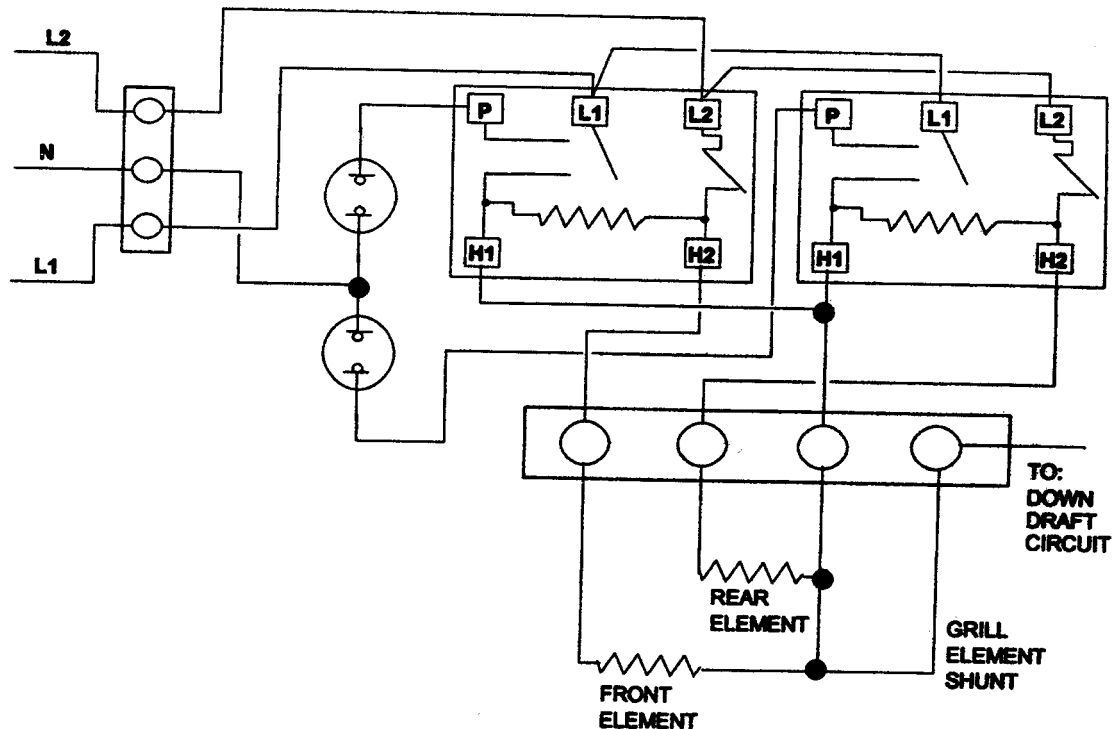 L2
N
L1
P
L1
L2
H1
H2
P
L1
L2
H1
H2
TO:
DOWN
DRAFT
CIRCUIT
REAR
ELEMENT
GRILL
ELEMENT
SHUNT
FRONT
ELEMENT